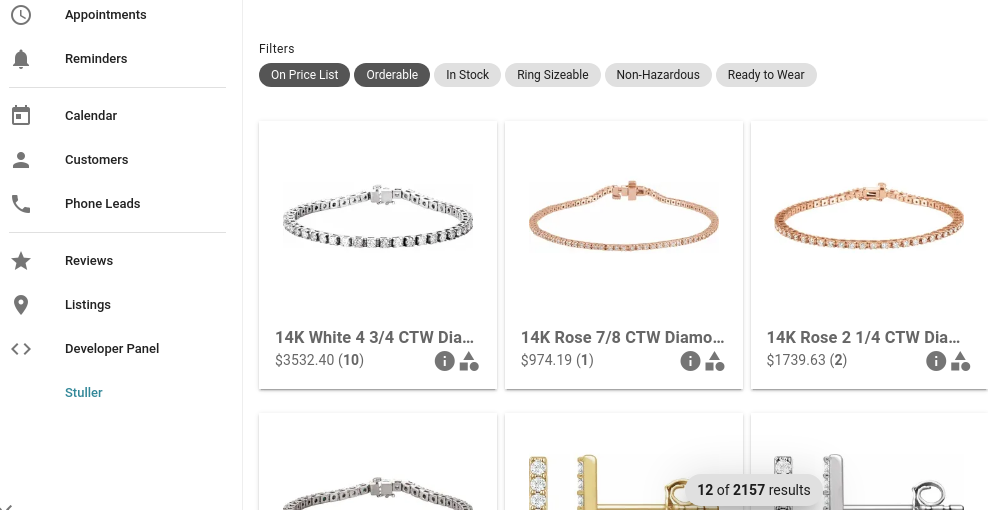 Appointments
Reminders
Calendar
Customers
Phone Leads
Reviews
Listings
Developer Panel
Stuller
Filters
On Price List Orderable In Stock Ring Sizeable Non-Hazardous Ready to Wear
14K White 4 3/4 CTW Dia... 14K Rose 7/8 CTW Diamo... 14K Rose 2 1/4 CTW Dia...
$3532.40 (10) $974.19 (1) $1739.63 (2)
12 of 2157 results